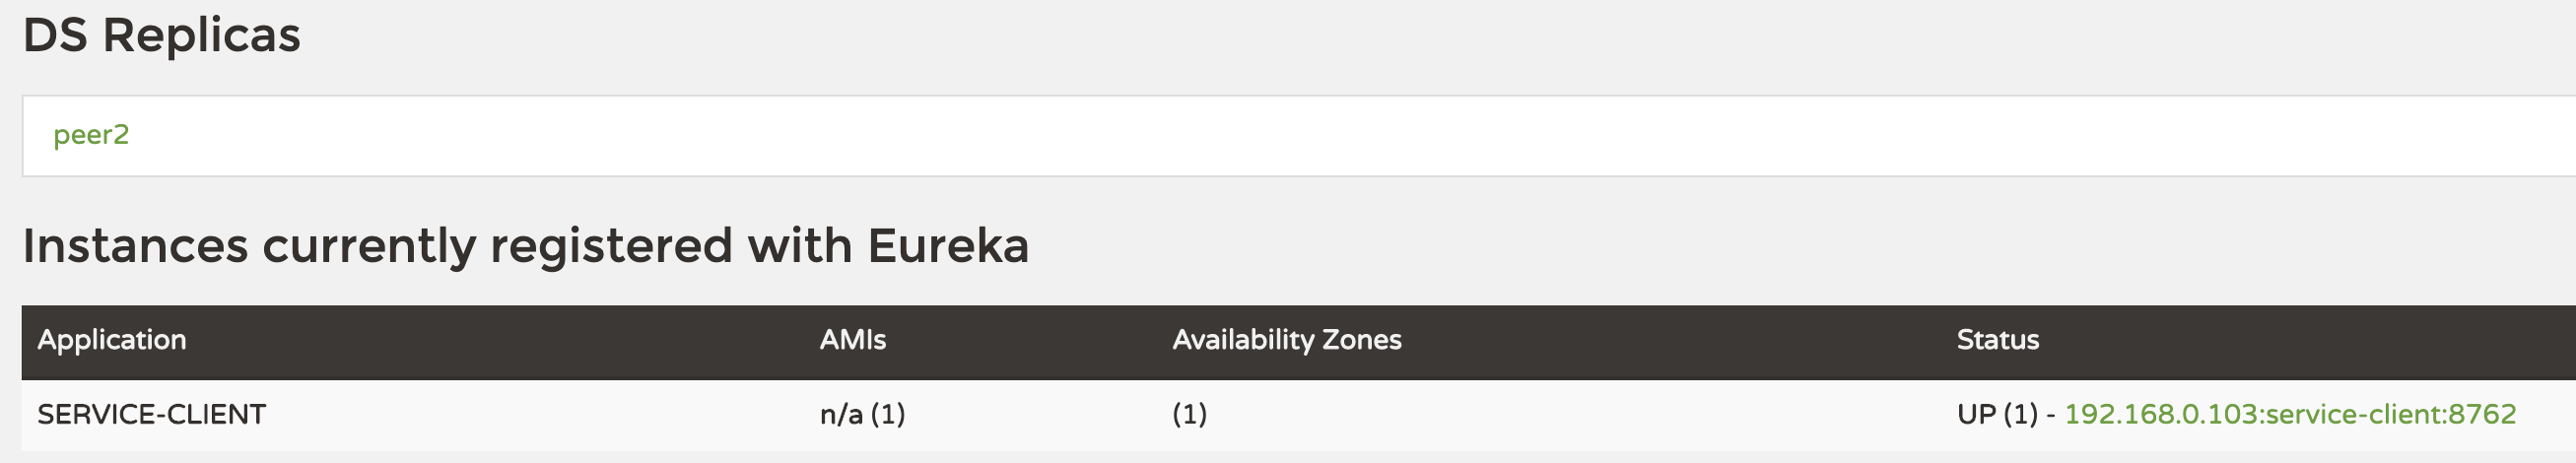 DS Replicas
peer2
Instances currently registered with Eureka
Application AMIs Availability Zones Status
SERVICE-CLIENT n/a (1) (1) UP (1) - 192.168.0.103:service-client:8762